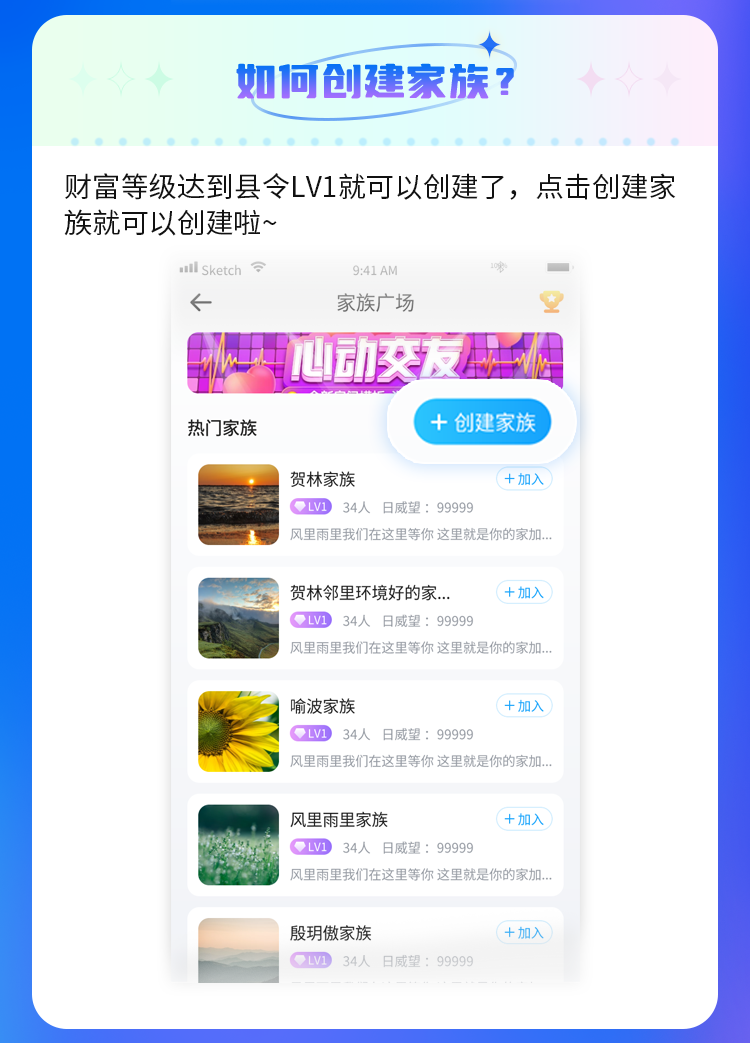 如何创建家族？
财富等级达到县令LV1就可以创建了，点击创建家
族就可以创建啦~
Sketch 9:41 AM
家族广场
心动交友
热门家族
+ 创建家族
贺林家族 +加入
LV1 34人 日威望：99999
风里雨里我们在这里等你 这里就是你的家加...
贺林邻里环境好的家... +加入
LV1 34人 日威望：99999
风里雨里我们在这里等你 这里就是你的家加...
喻波家族 +加入
LV1 34人 日威望：99999
风里雨里我们在这里等你 这里就是你的家加...
风里雨里家族 +加入
LV1 34人 日威望：99999
风里雨里我们在这里等你 这里就是你的家加...
殷玥傲家族 +加入
LV1 34人 日威望：99999